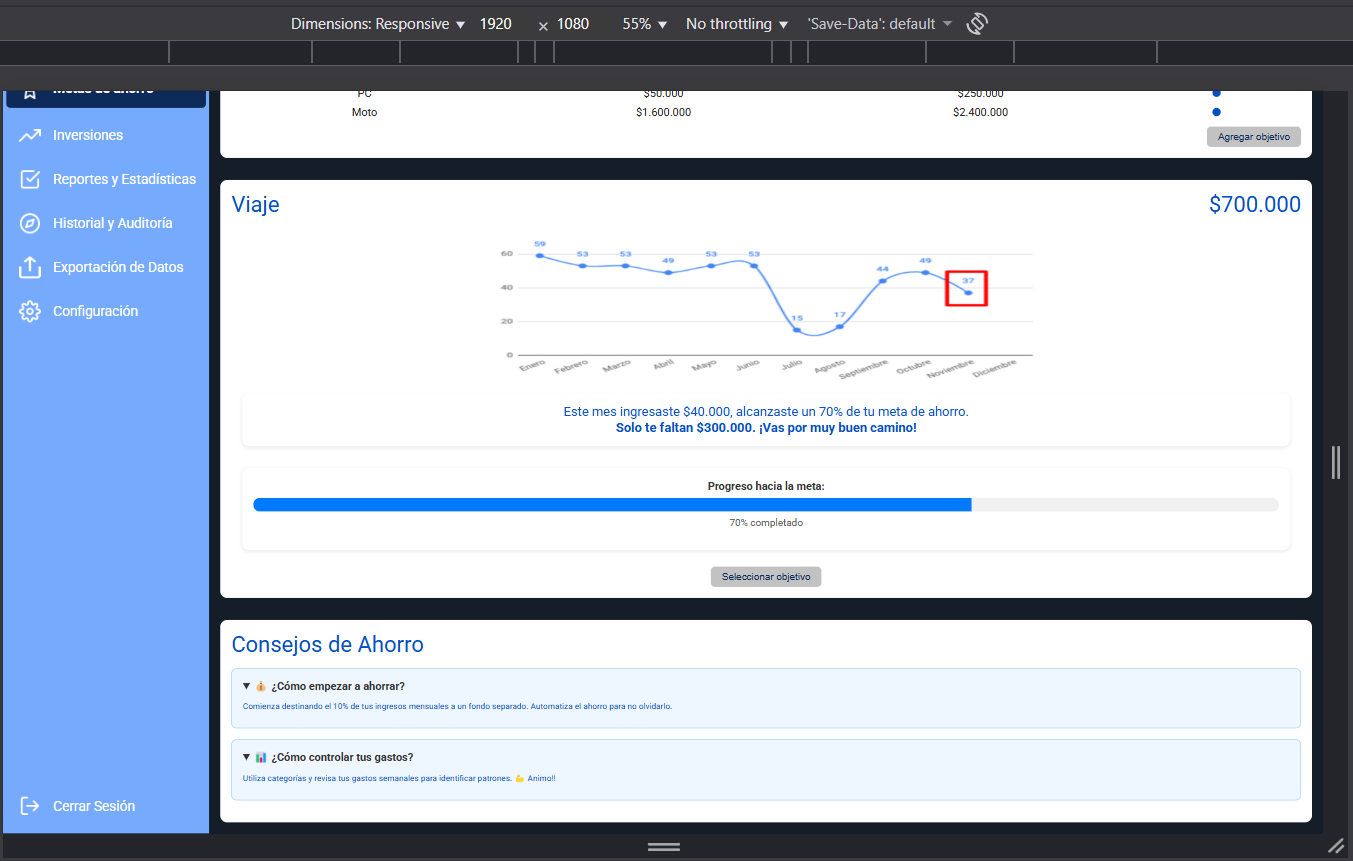 Dimensions: Responsive ▼ 1920 × 1080 55% ▼ No throttling ▼ 'Save-Data': default ▼
Metas de ahorro
Inversiones
Reportes y Estadísticas
Historial y Auditoría
Exportación de Datos
Configuración
Cerrar Sesión
PC $50.000 $250.000
Moto $1.600.000 $2.400.000
Agregar objetivo
Viaje $700.000
59 53 53 49 53 53 15 17 44 49 37
60
40
20
0
Enero Febrero Marzo Abril Mayo Junio Julio Agosto Septiembre Octubre Noviembre Diciembre
Este mes ingresaste $40.000, alcanzaste un 70% de tu meta de ahorro.
Solo te faltan $300.000. ¡Vas por muy buen camino!
Progreso hacia la meta:
70% completado
Seleccionar objetivo
Consejos de Ahorro
▼ 💰 ¿Cómo empezar a ahorrar?
Comienza destinando el 10% de tus ingresos mensuales a un fondo separado. Automatiza el ahorro para no olvidarlo.
▼ 📊 ¿Cómo controlar tus gastos?
Utiliza categorías y revisa tus gastos semanales para identificar patrones. 💪 Animo!!